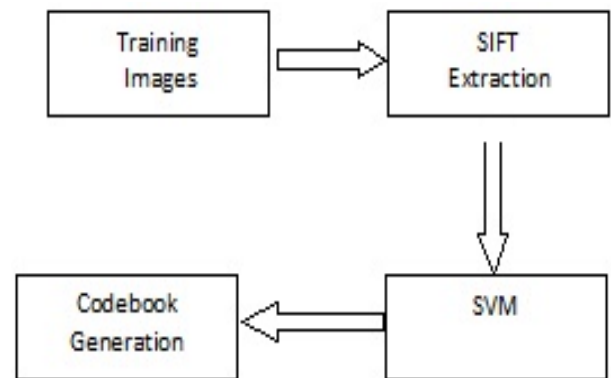 Training
Images
SIFT
Extraction
SVM
Codebook
Generation